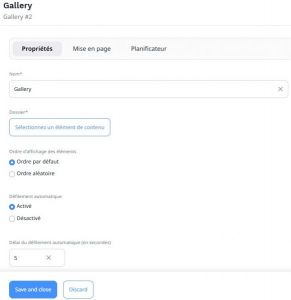 Gallery
Gallery #2
Propriétés Mise en page Planificateur
Nom*
Gallery
Dossier*
Sélectionnez un élément de contenu
Ordre d'affichage des éléments
Ordre par défaut
Ordre aléatoire
Défilement automatique
Activé
Désactivé
Délai du défilement automatique (en secondes)
5
Save and close Discard